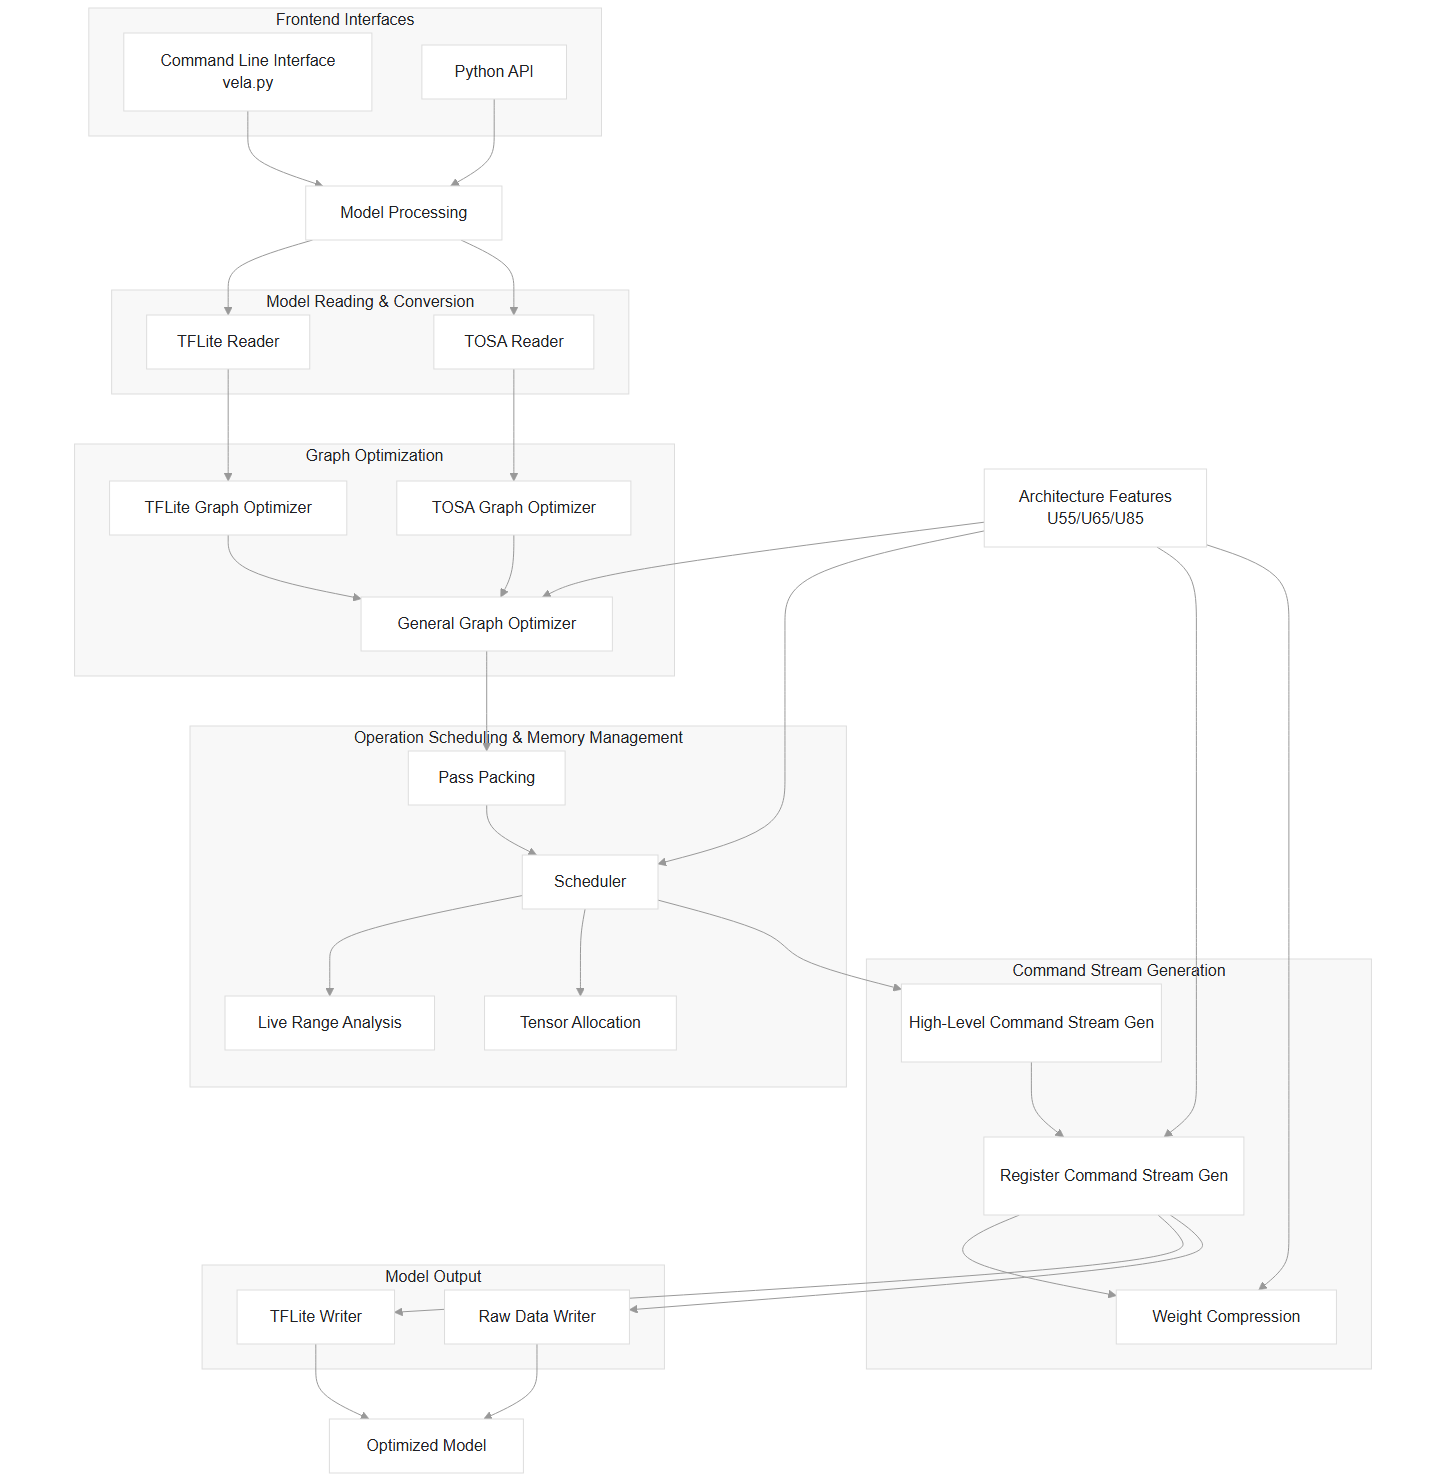 Frontend Interfaces
Command Line Interface
vela.py
Python API
Model Processing
Model Reading & Conversion
TFLite Reader
TOSA Reader
Graph Optimization
TFLite Graph Optimizer
TOSA Graph Optimizer
Architecture Features
U55/U65/U85
General Graph Optimizer
Operation Scheduling & Memory Management
Pass Packing
Scheduler
Live Range Analysis
Tensor Allocation
Command Stream Generation
High-Level Command Stream Gen
Register Command Stream Gen
Model Output
TFLite Writer
Raw Data Writer
Weight Compression
Optimized Model